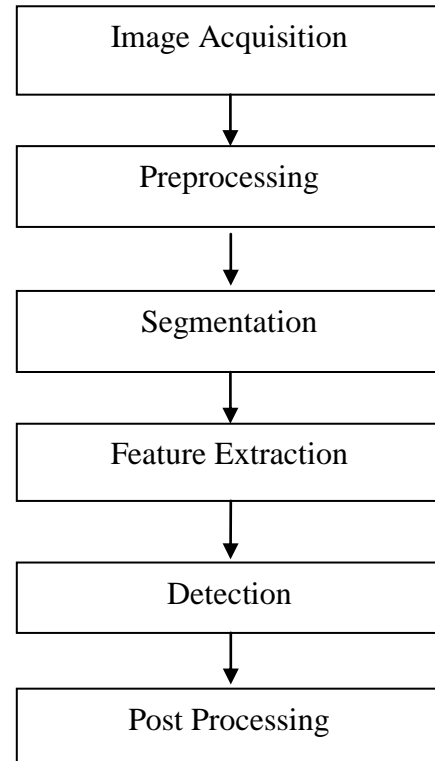 Image Acquisition
Preprocessing
Segmentation
Feature Extraction
Detection
Post Processing